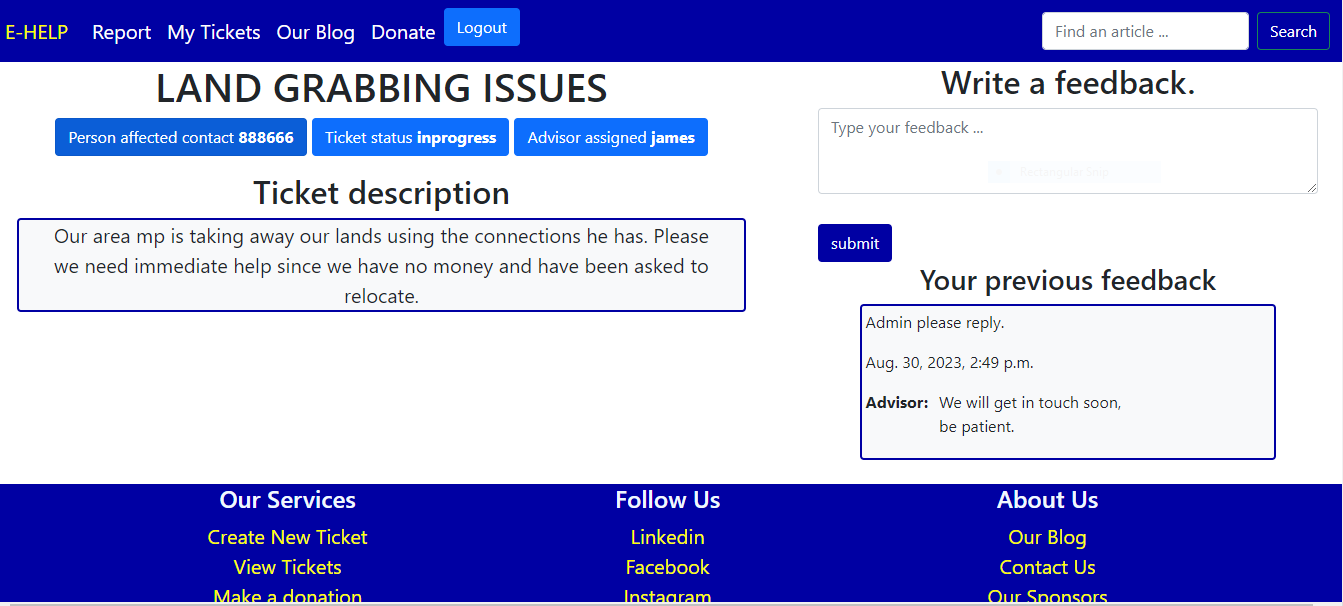 E-HELP Report My Tickets Our Blog Donate Logout Find an article ... Search
LAND GRABBING ISSUES
Person affected contact 888666 Ticket status inprogress Advisor assigned james
Ticket description
Our area mp is taking away our lands using the connections he has. Please
we need immediate help since we have no money and have been asked to
relocate.
Write a feedback.
Type your feedback ...
Rectangular Snip
submit
Your previous feedback
Admin please reply.
Aug. 30, 2023, 2:49 p.m.
Advisor: We will get in touch soon,
be patient.
Our Services
Create New Ticket
View Tickets
Make a donation
Follow Us
Linkedin
Facebook
Instagram
About Us
Our Blog
Contact Us
Our Sponsors